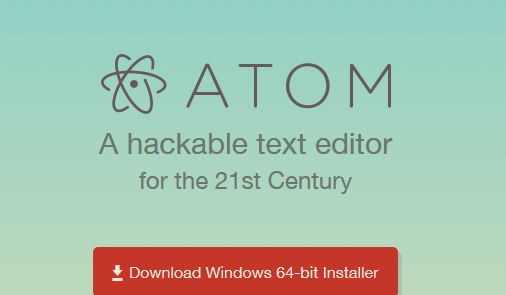 ATOM
A hackable text editor
for the 21st Century
Download Windows 64-bit Installer